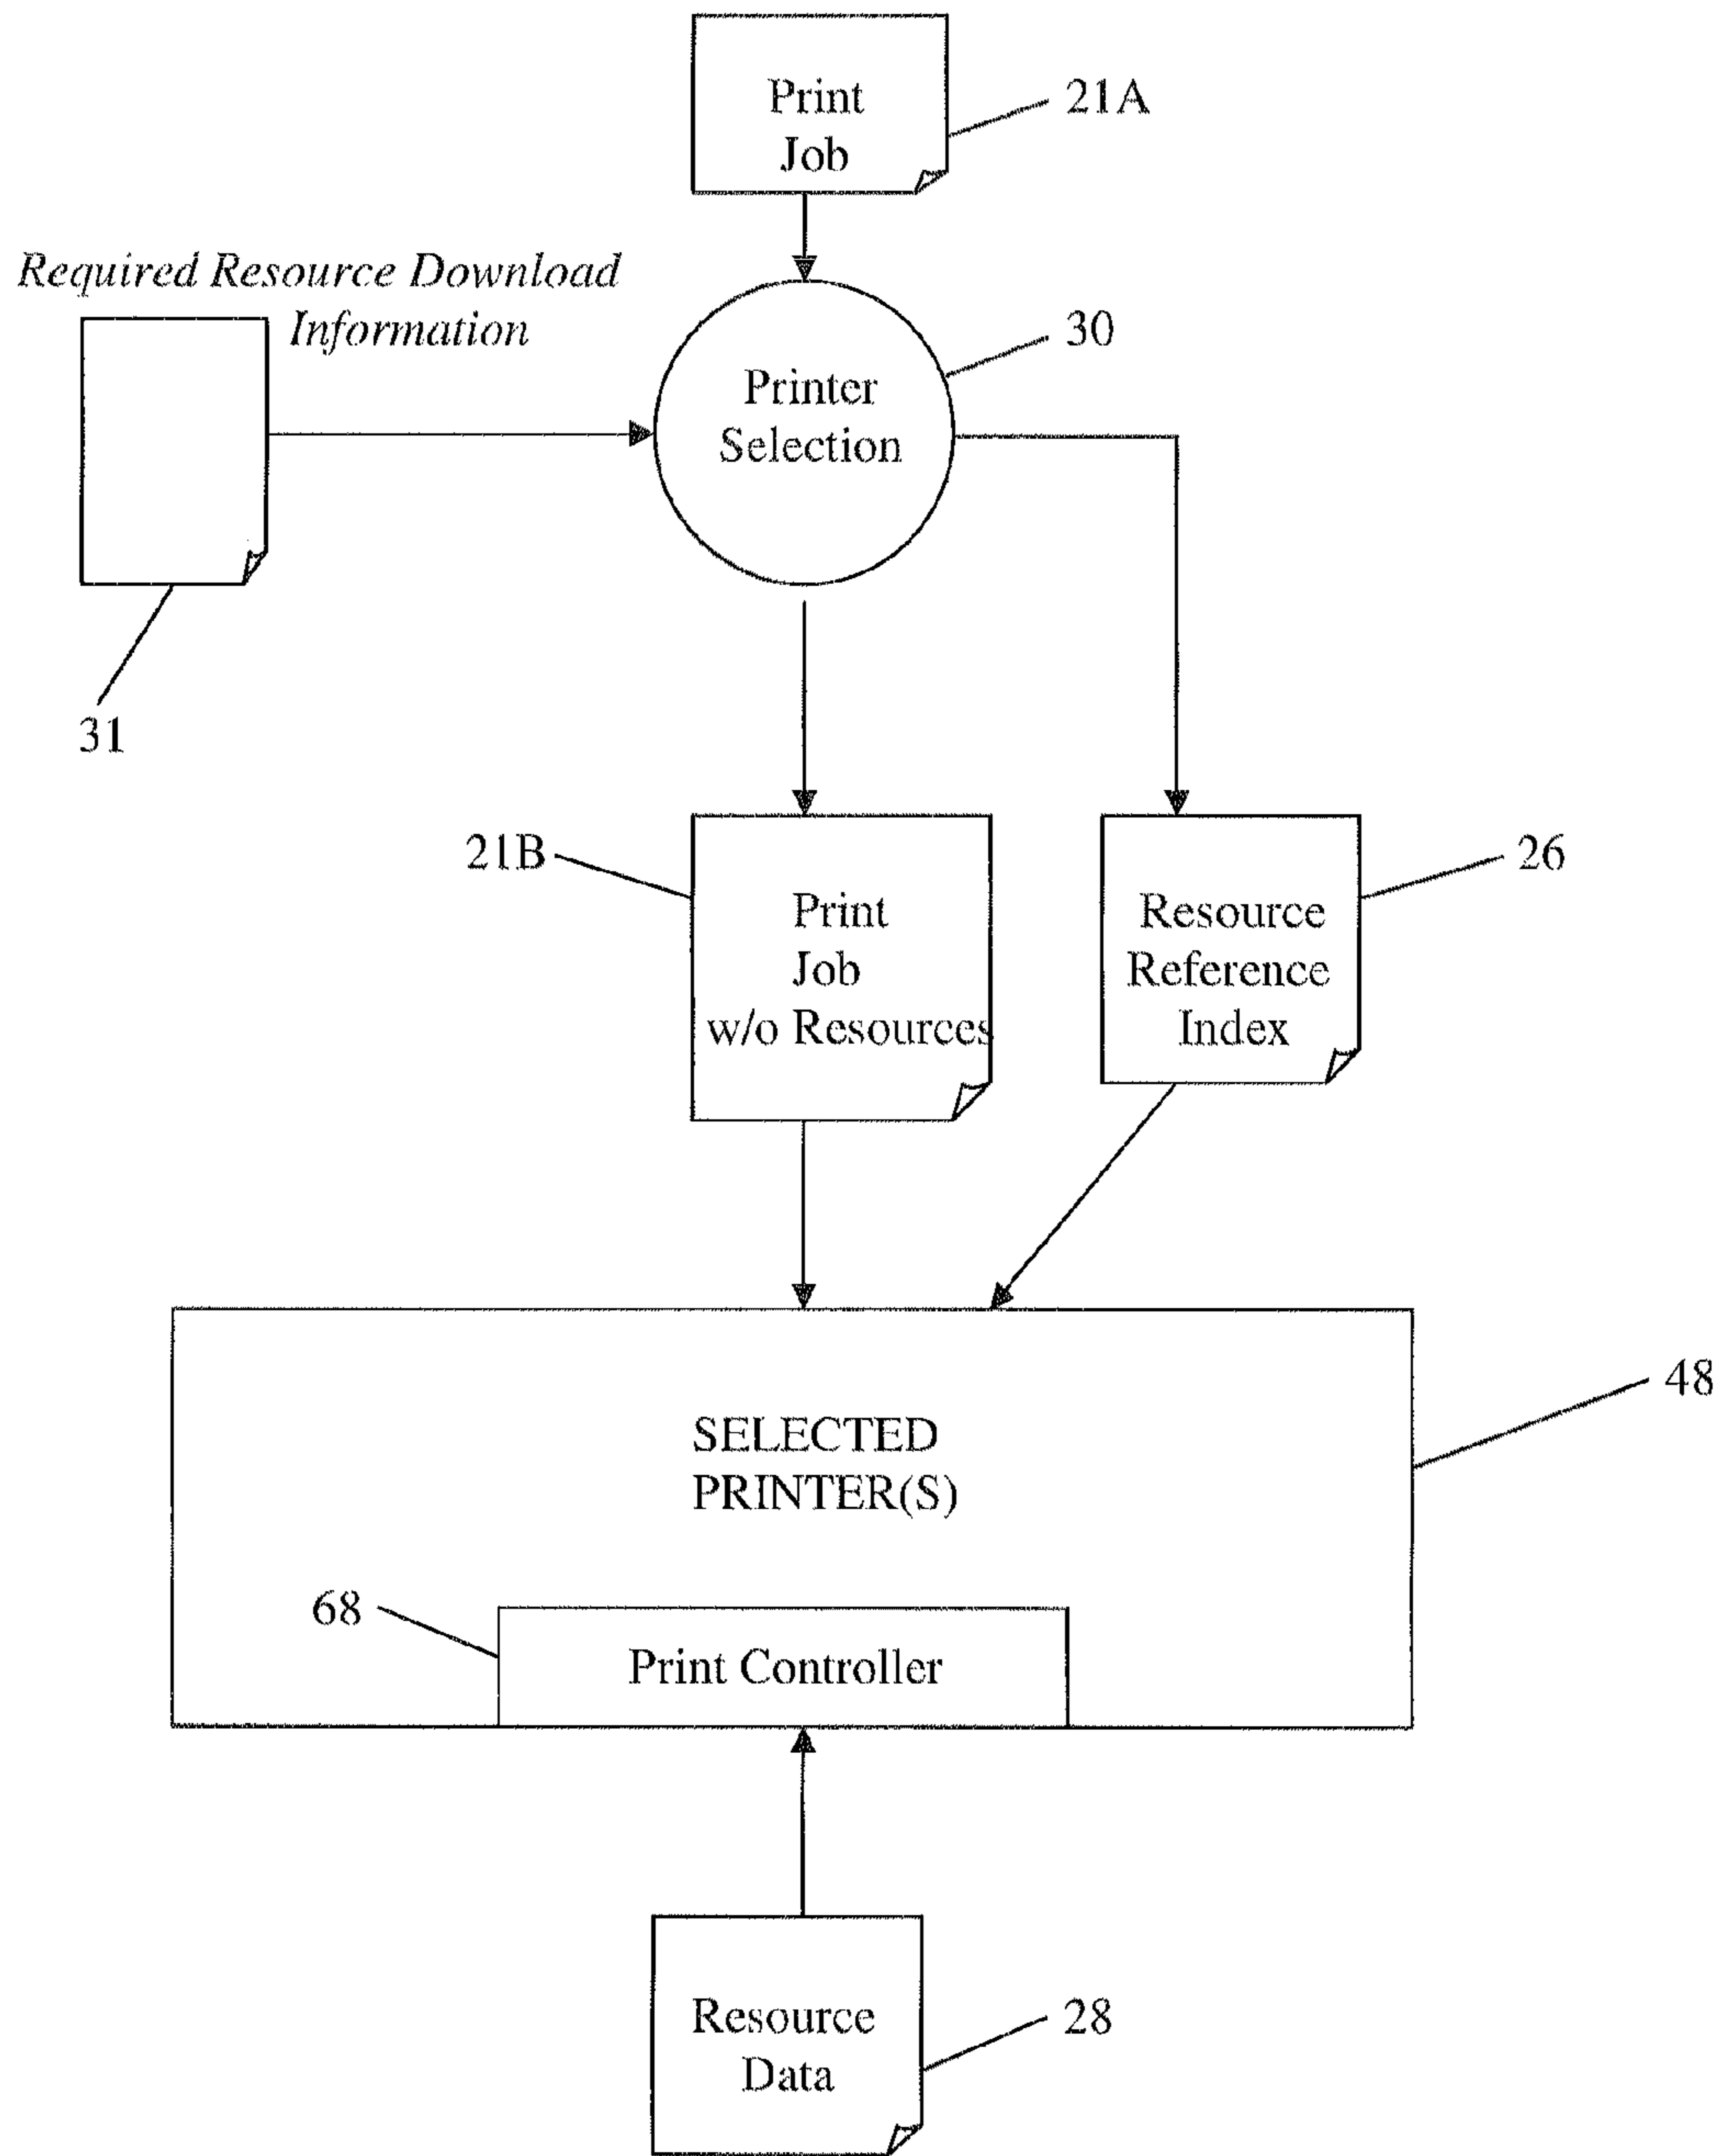 Print
Job
21A
Required Resource Download
Information
30
Printer
Selection
31
21B
Print
Job
w/o Resources
26
Resource
Reference
Index
48
SELECTED
PRINTER(S)
68
Print Controller
28
Resource
Data